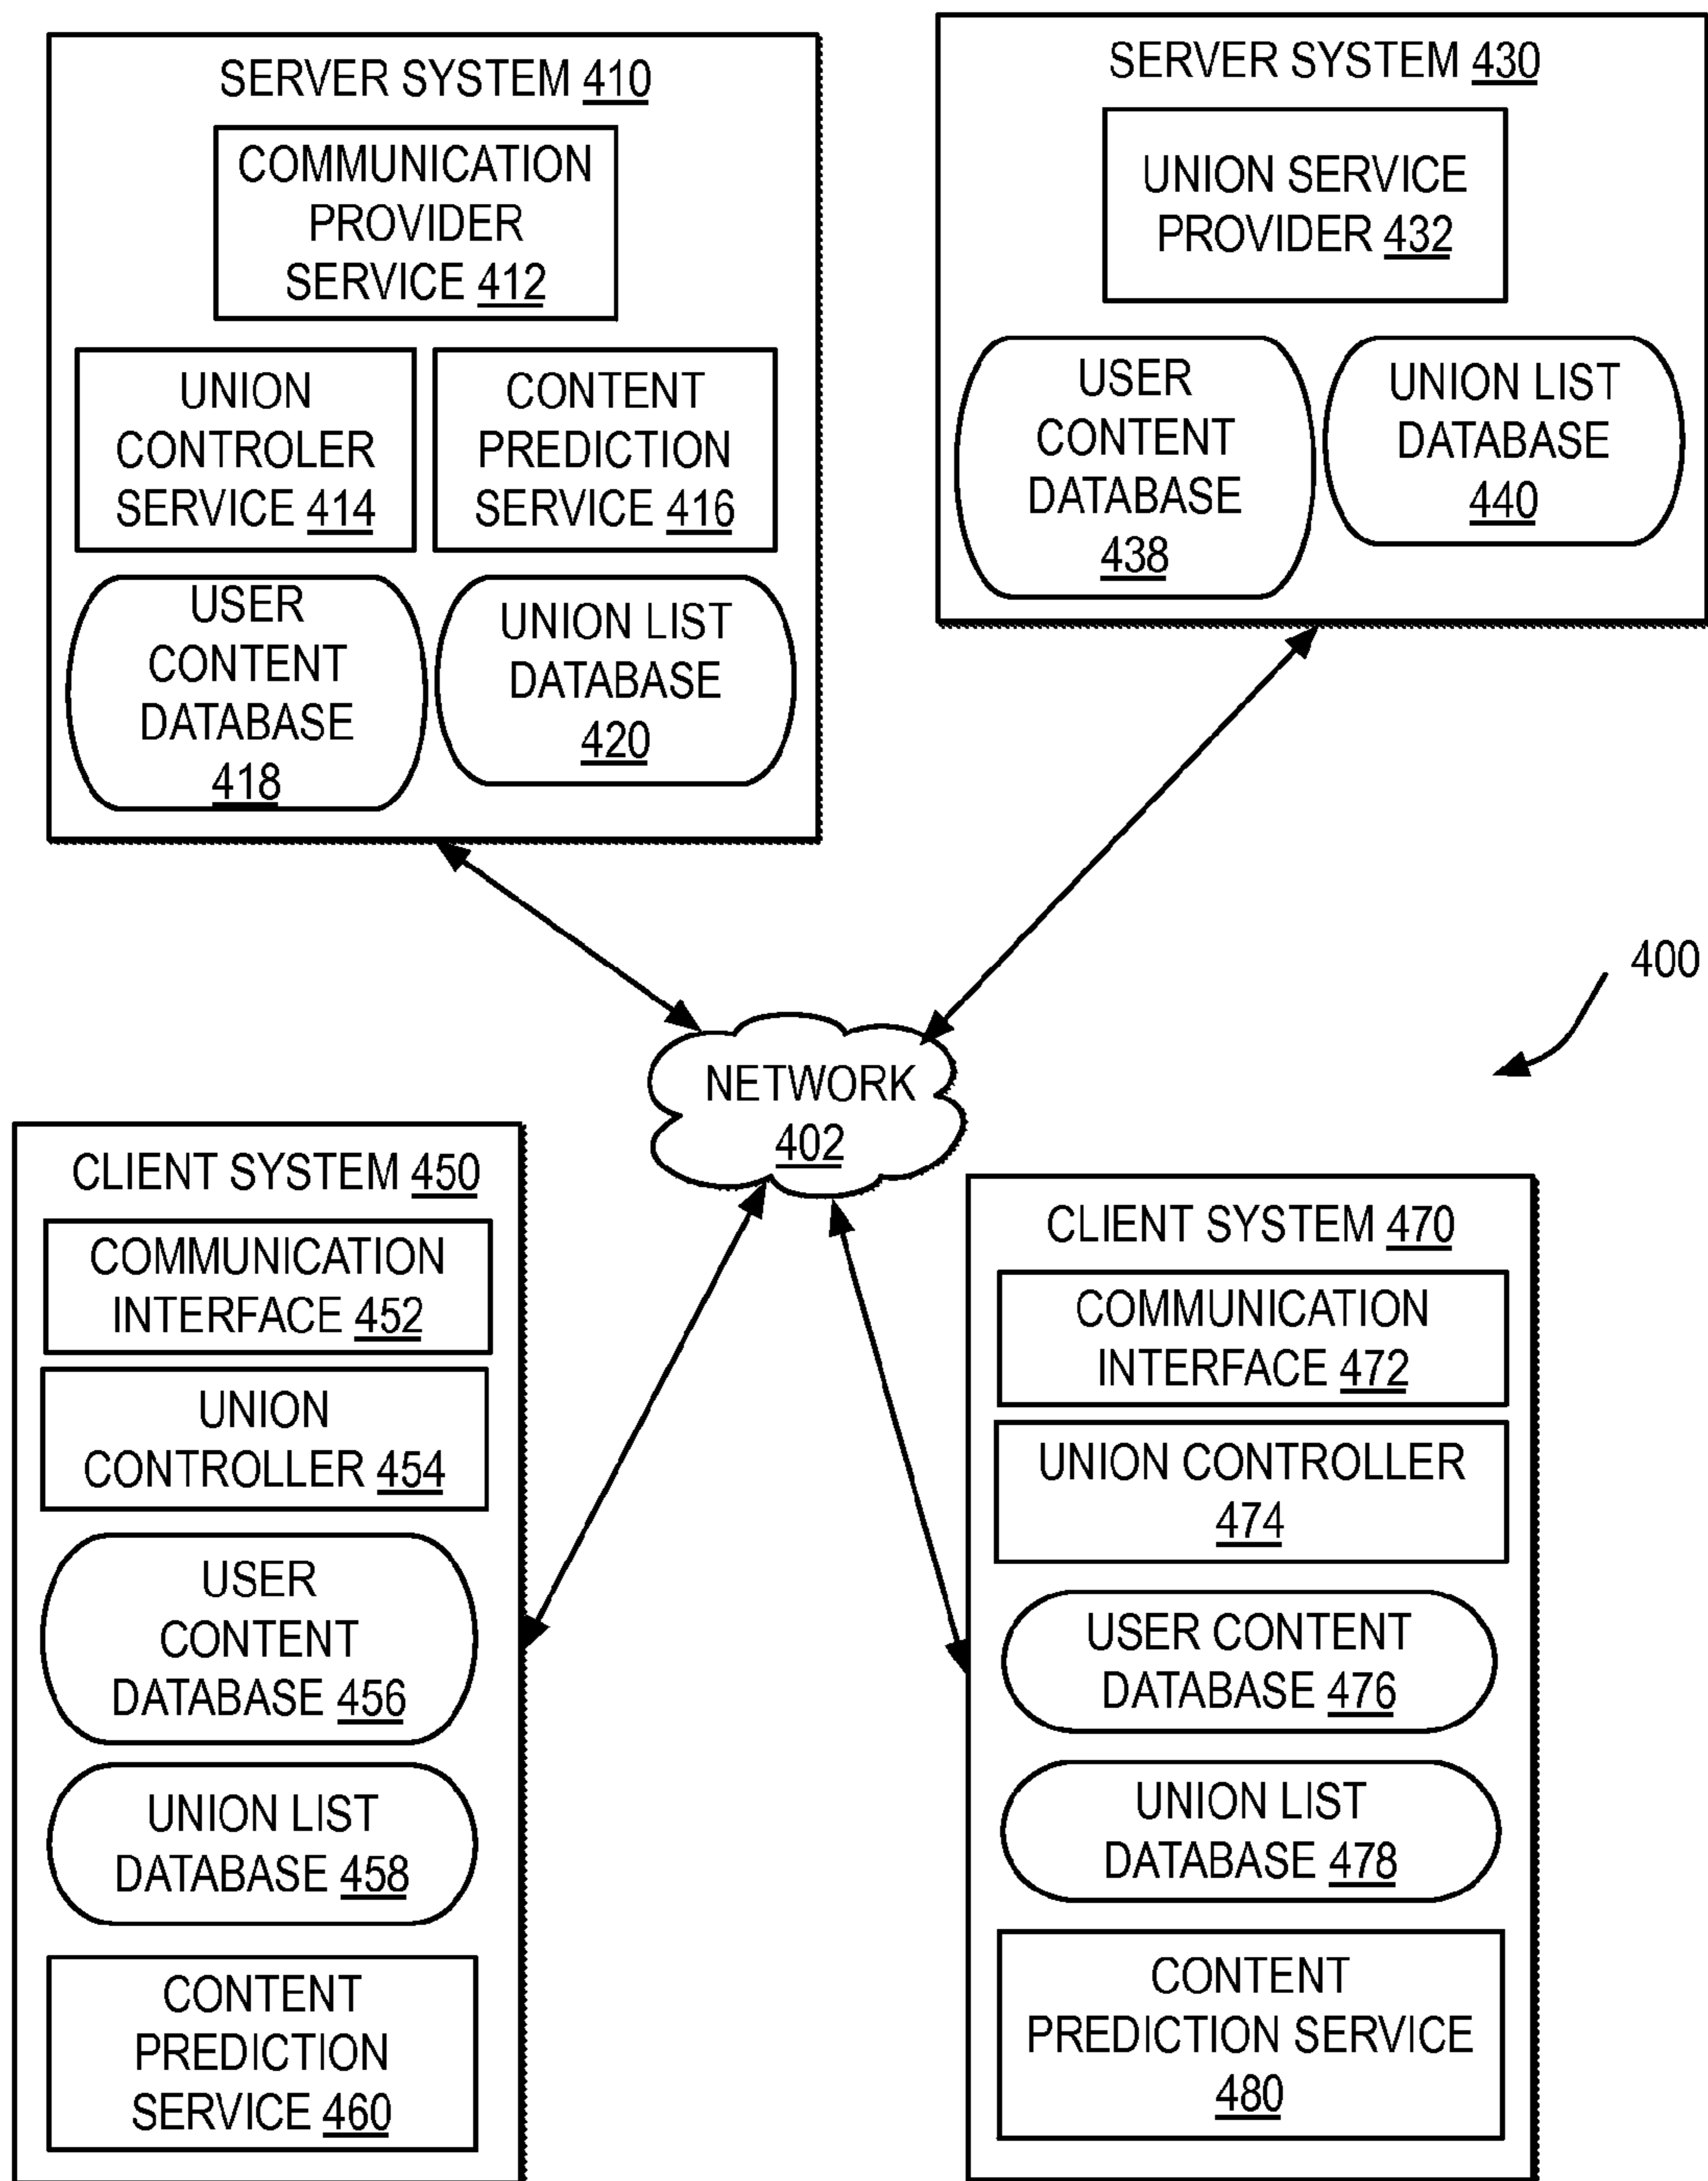 SERVER SYSTEM 410
COMMUNICATION
PROVIDER
SERVICE 412
UNION
CONTROLER
SERVICE 414
CONTENT
PREDICTION
SERVICE 416
USER
CONTENT
DATABASE
418
UNION LIST
DATABASE
420
SERVER SYSTEM 430
UNION SERVICE
PROVIDER 432
USER
CONTENT
DATABASE
438
UNION LIST
DATABASE
440
400
NETWORK
402
CLIENT SYSTEM 450
COMMUNICATION
INTERFACE 452
UNION
CONTROLLER 454
USER
CONTENT
DATABASE 456
UNION LIST
DATABASE 458
CONTENT
PREDICTION
SERVICE 460
CLIENT SYSTEM 470
COMMUNICATION
INTERFACE 472
UNION CONTROLLER
474
USER CONTENT
DATABASE 476
UNION LIST
DATABASE 478
CONTENT
PREDICTION SERVICE
480